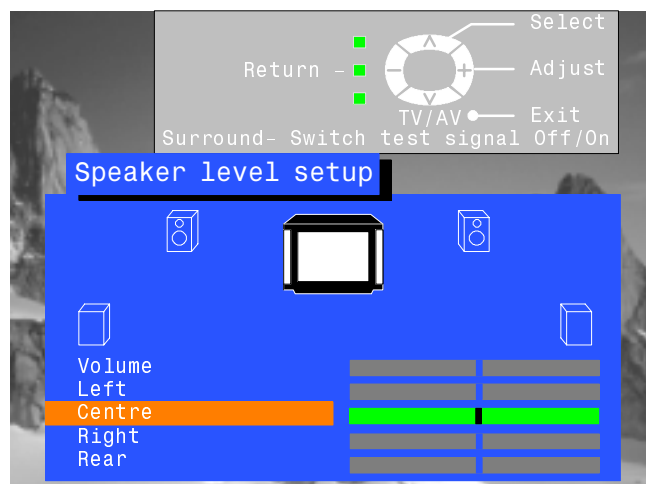 Select
Return – Adjust
TV/AV Exit
Surround– Switch test signal Off/On
Speaker level setup
Volume
Left
Centre
Right
Rear